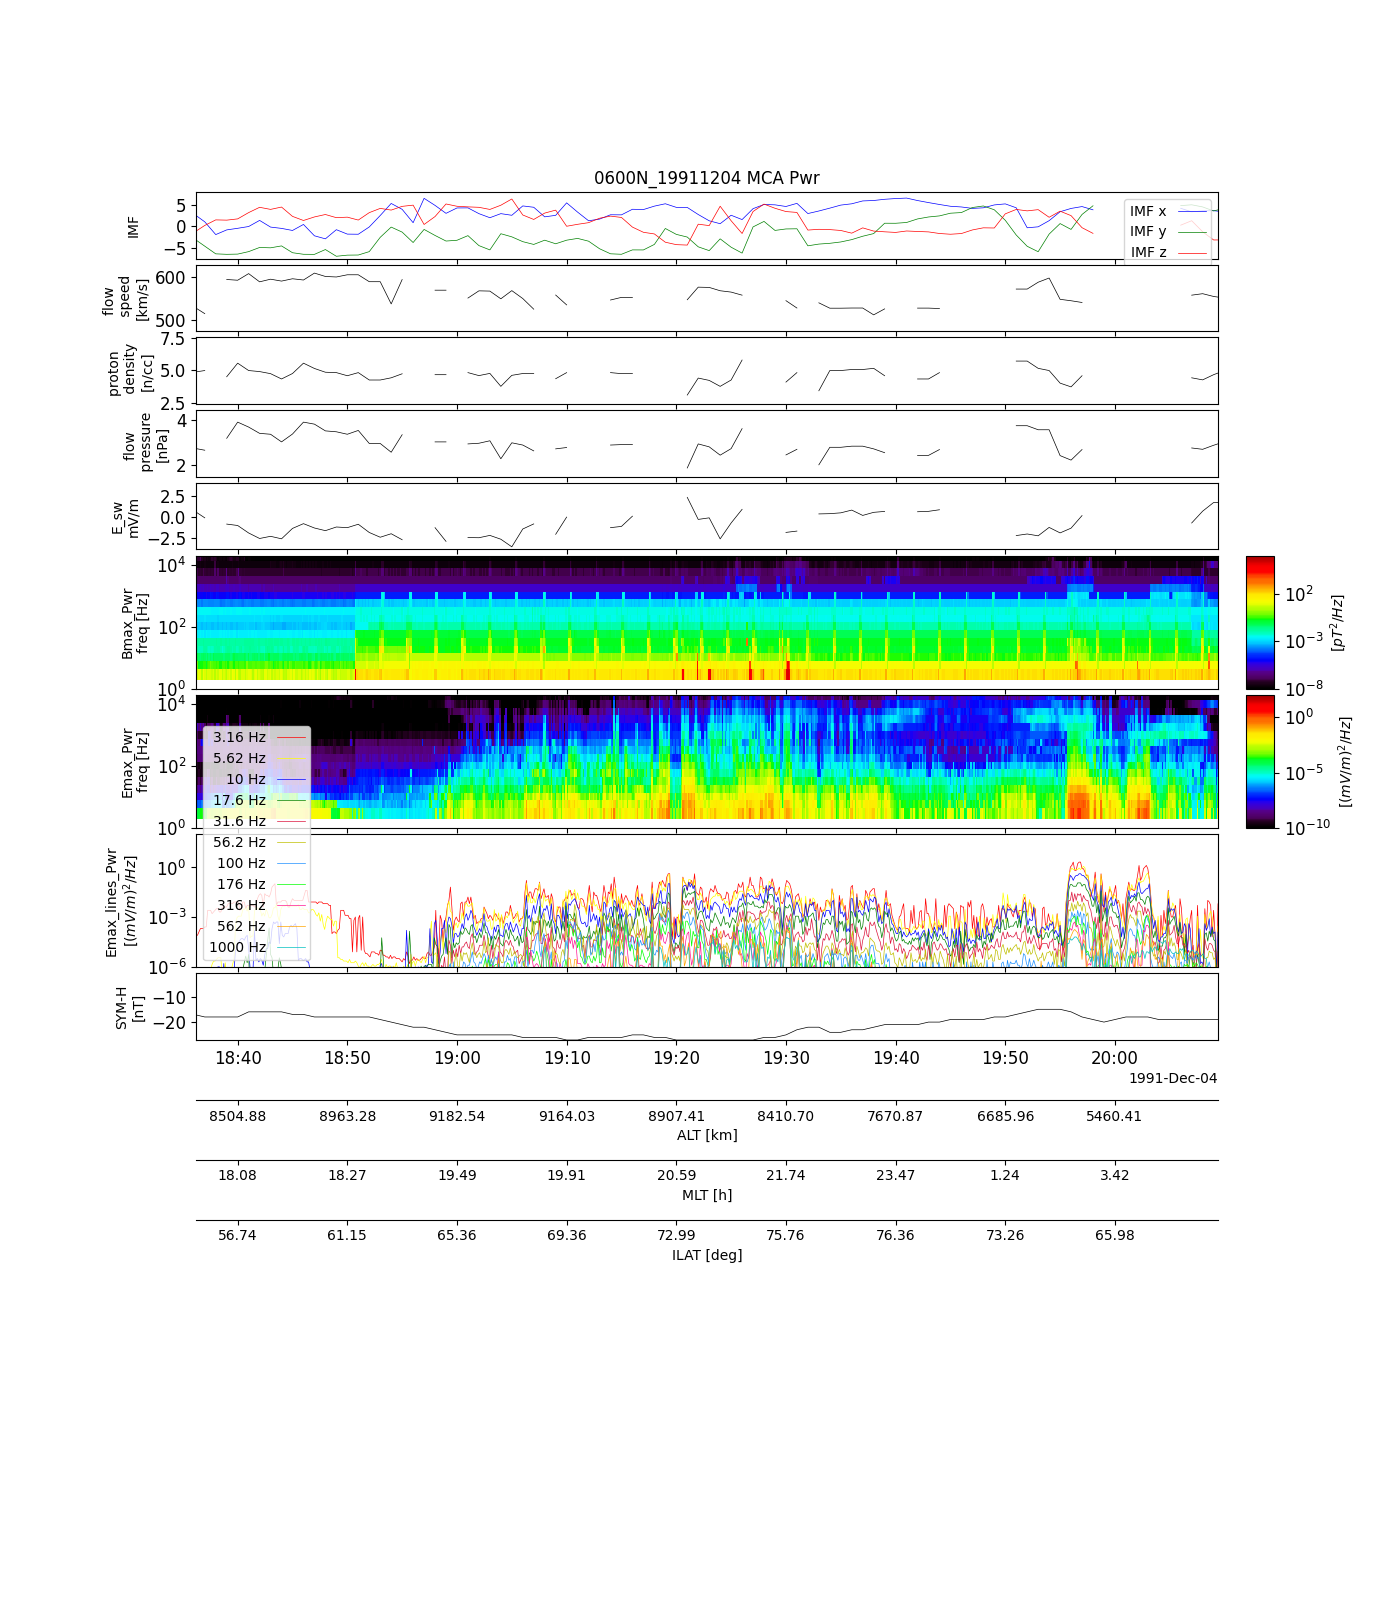 0600N_19911204 MCA Pwr
5
0
−5
IMF
IMF x
IMF y
IMF z
600
500
flow
speed
[km/s]
7.5
5.0
2.5
proton
density
[n/cc]
4
2
flow
pressure
[nPa]
2.5
0.0
−2.5
E_sw
mV/m
10^4
10^2
10^0
Bmax_Pwr
freq [Hz]
10^2
10^−3
10^−8
[pT^2/Hz]
10^4
10^2
10^0
Emax_Pwr
freq [Hz]
10^0
10^−5
10^−10
[(mV/m)^2/Hz]
3.16 Hz
5.62 Hz
10 Hz
17.6 Hz
31.6 Hz
56.2 Hz
100 Hz
176 Hz
316 Hz
562 Hz
1000 Hz
10^0
10^−3
10^−6
Emax_lines_Pwr
[(mV/m)^2/Hz]
−10
−20
SYM-H
[nT]
18:40 18:50 19:00 19:10 19:20 19:30 19:40 19:50 20:00
1991-Dec-04
8504.88 8963.28 9182.54 9164.03 8907.41 8410.70 7670.87 6685.96 5460.41
ALT [km]
18.08 18.27 19.49 19.91 20.59 21.74 23.47 1.24 3.42
MLT [h]
56.74 61.15 65.36 69.36 72.99 75.76 76.36 73.26 65.98
ILAT [deg]